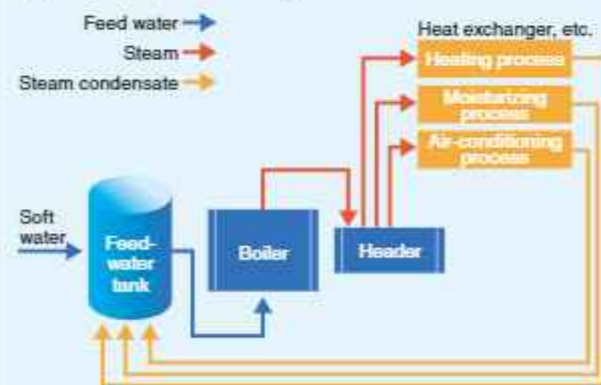 Feed water
Steam
Steam condensate
Heat exchanger, etc.
Heating process
Moisturizing
process
Air-conditioning
process
Soft
water
Feed-
water
tank
Boiler
Header